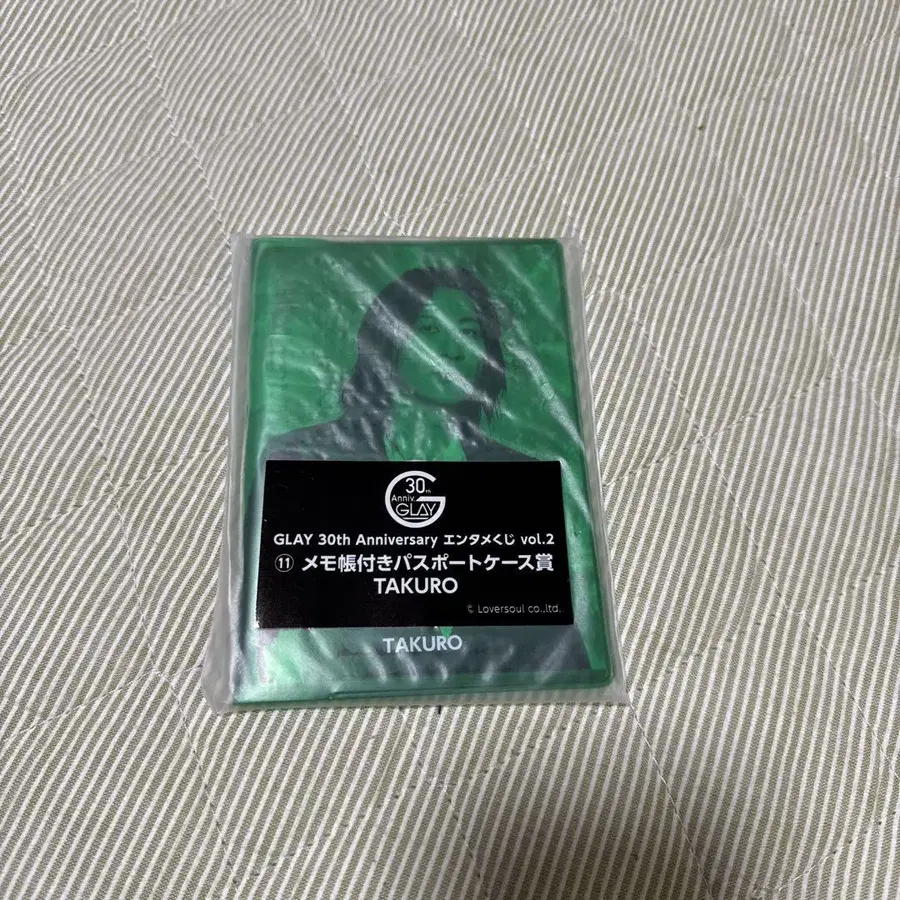 30th
Anniv.
GLAY
GLAY 30th Anniversary エンタメくじ vol.2
⑪ メモ帳付きパスポートケース賞
TAKURO
© Loversoul co.,ltd.
TAKURO